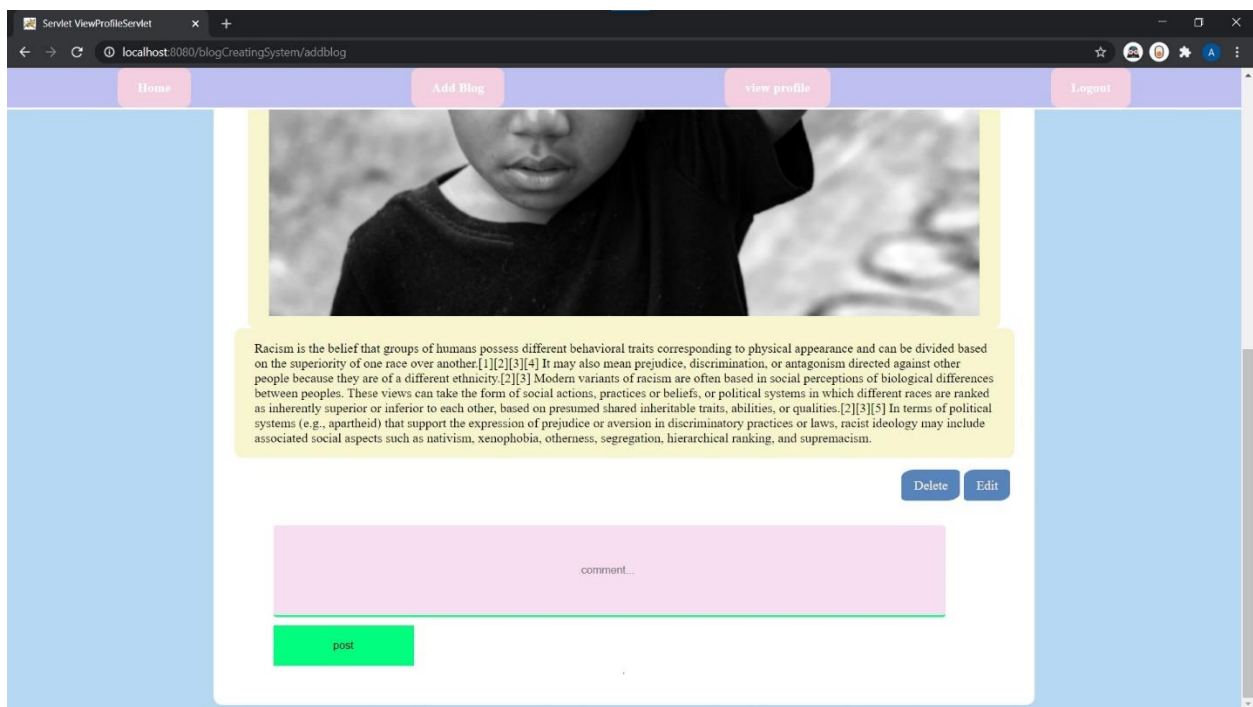 Servlet ViewProfileServlet
localhost:8080/blogCreatingSystem/addblog
A
Home Add Blog view profile Logout
Racism is the belief that groups of humans possess different behavioral traits corresponding to physical appearance and can be divided based
on the superiority of one race over another.[1][2][3][4] It may also mean prejudice, discrimination, or antagonism directed against other
people because they are of a different ethnicity.[2][3] Modern variants of racism are often based in social perceptions of biological differences
between peoples. These views can take the form of social actions, practices or beliefs, or political systems in which different races are ranked
as inherently superior or inferior to each other, based on presumed shared inheritable traits, abilities, or qualities.[2][3][5] In terms of political
systems (e.g., apartheid) that support the expression of prejudice or aversion in discriminatory practices or laws, racist ideology may include
associated social aspects such as nativism, xenophobia, otherness, segregation, hierarchical ranking, and supremacism.
Delete Edit
comment...
post
.